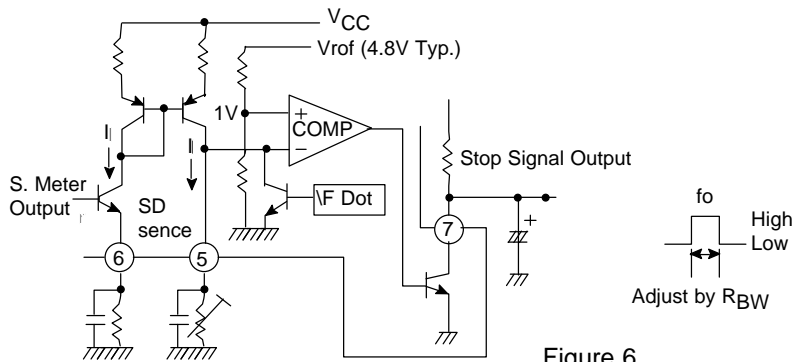 VCC
Vrof (4.8V Typ.)
1V
+
COMP
−
I
I
Stop Signal Output
S. Meter
Output
SD
sence
\F Dot
+
7
6
5
fo
High
Low
Adjust by RBW
Figure 6